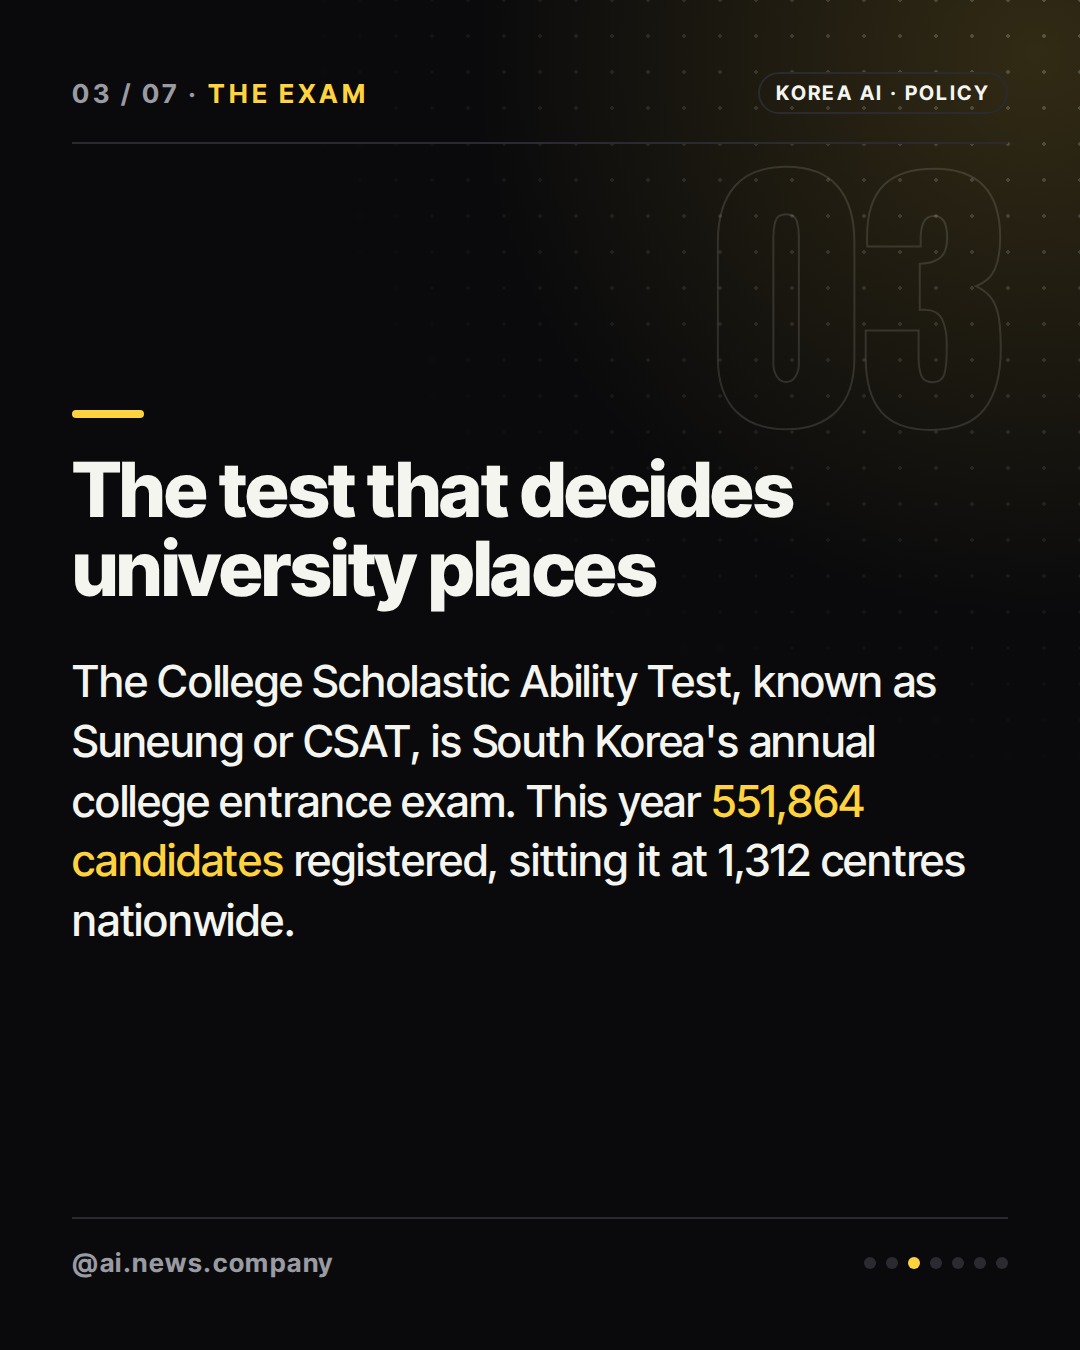 03 / 07 · THE EXAM
KOREA AI · POLICY
03
The test that decides
university places
The College Scholastic Ability Test, known as
Suneung or CSAT, is South Korea's annual
college entrance exam. This year 551,864
candidates registered, sitting it at 1,312 centres
nationwide.
@ai.news.company